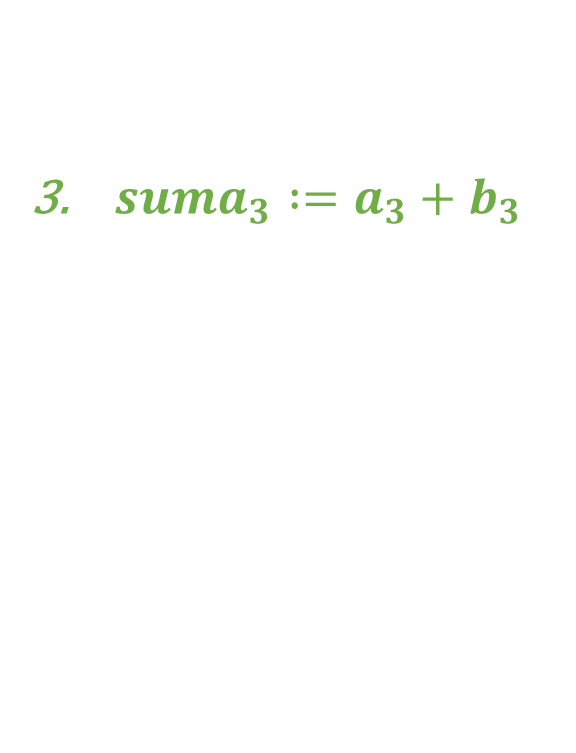 3. suma₃ := a₃ + b₃